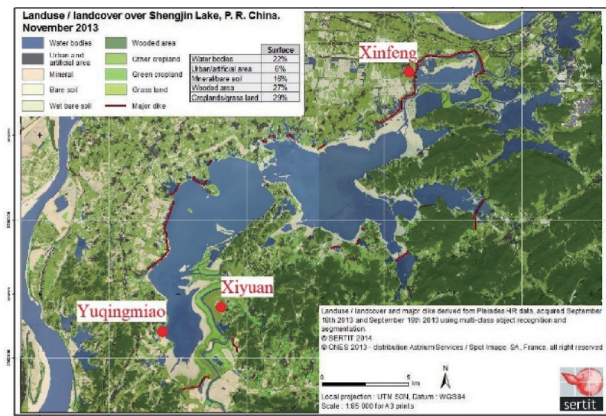 Landuse / landcover over Shengjin Lake, P. R. China.
November 2013
Water bodies
Urban and
artificial area
Mineral
Bare soil
Wet bare soil
Wooded area
Other cropland
Green cropland
Grass land
Major dike
Surface
Water bodies 22%
Urban/artificial area 6%
Mineral/bare soil 16%
Wooded area 27%
Croplands/grass land 29%
Xinfeng
Xiyuan
Yuqingmiao
Landuse / landcover and major dike derived from Pleiades HR data, acquired September
18th 2013 and September 19th 2013 using multi-class object recognition and
segmentation.
© SERTIT 2014
© CNES 2013 - distribution Astrium Services / Spot Image, SA, France, all right reserved
0 5
km
N
Local projection : UTM 50N, Datum : WGS84
Scale : 1:85 000 for A3 prints
sertit